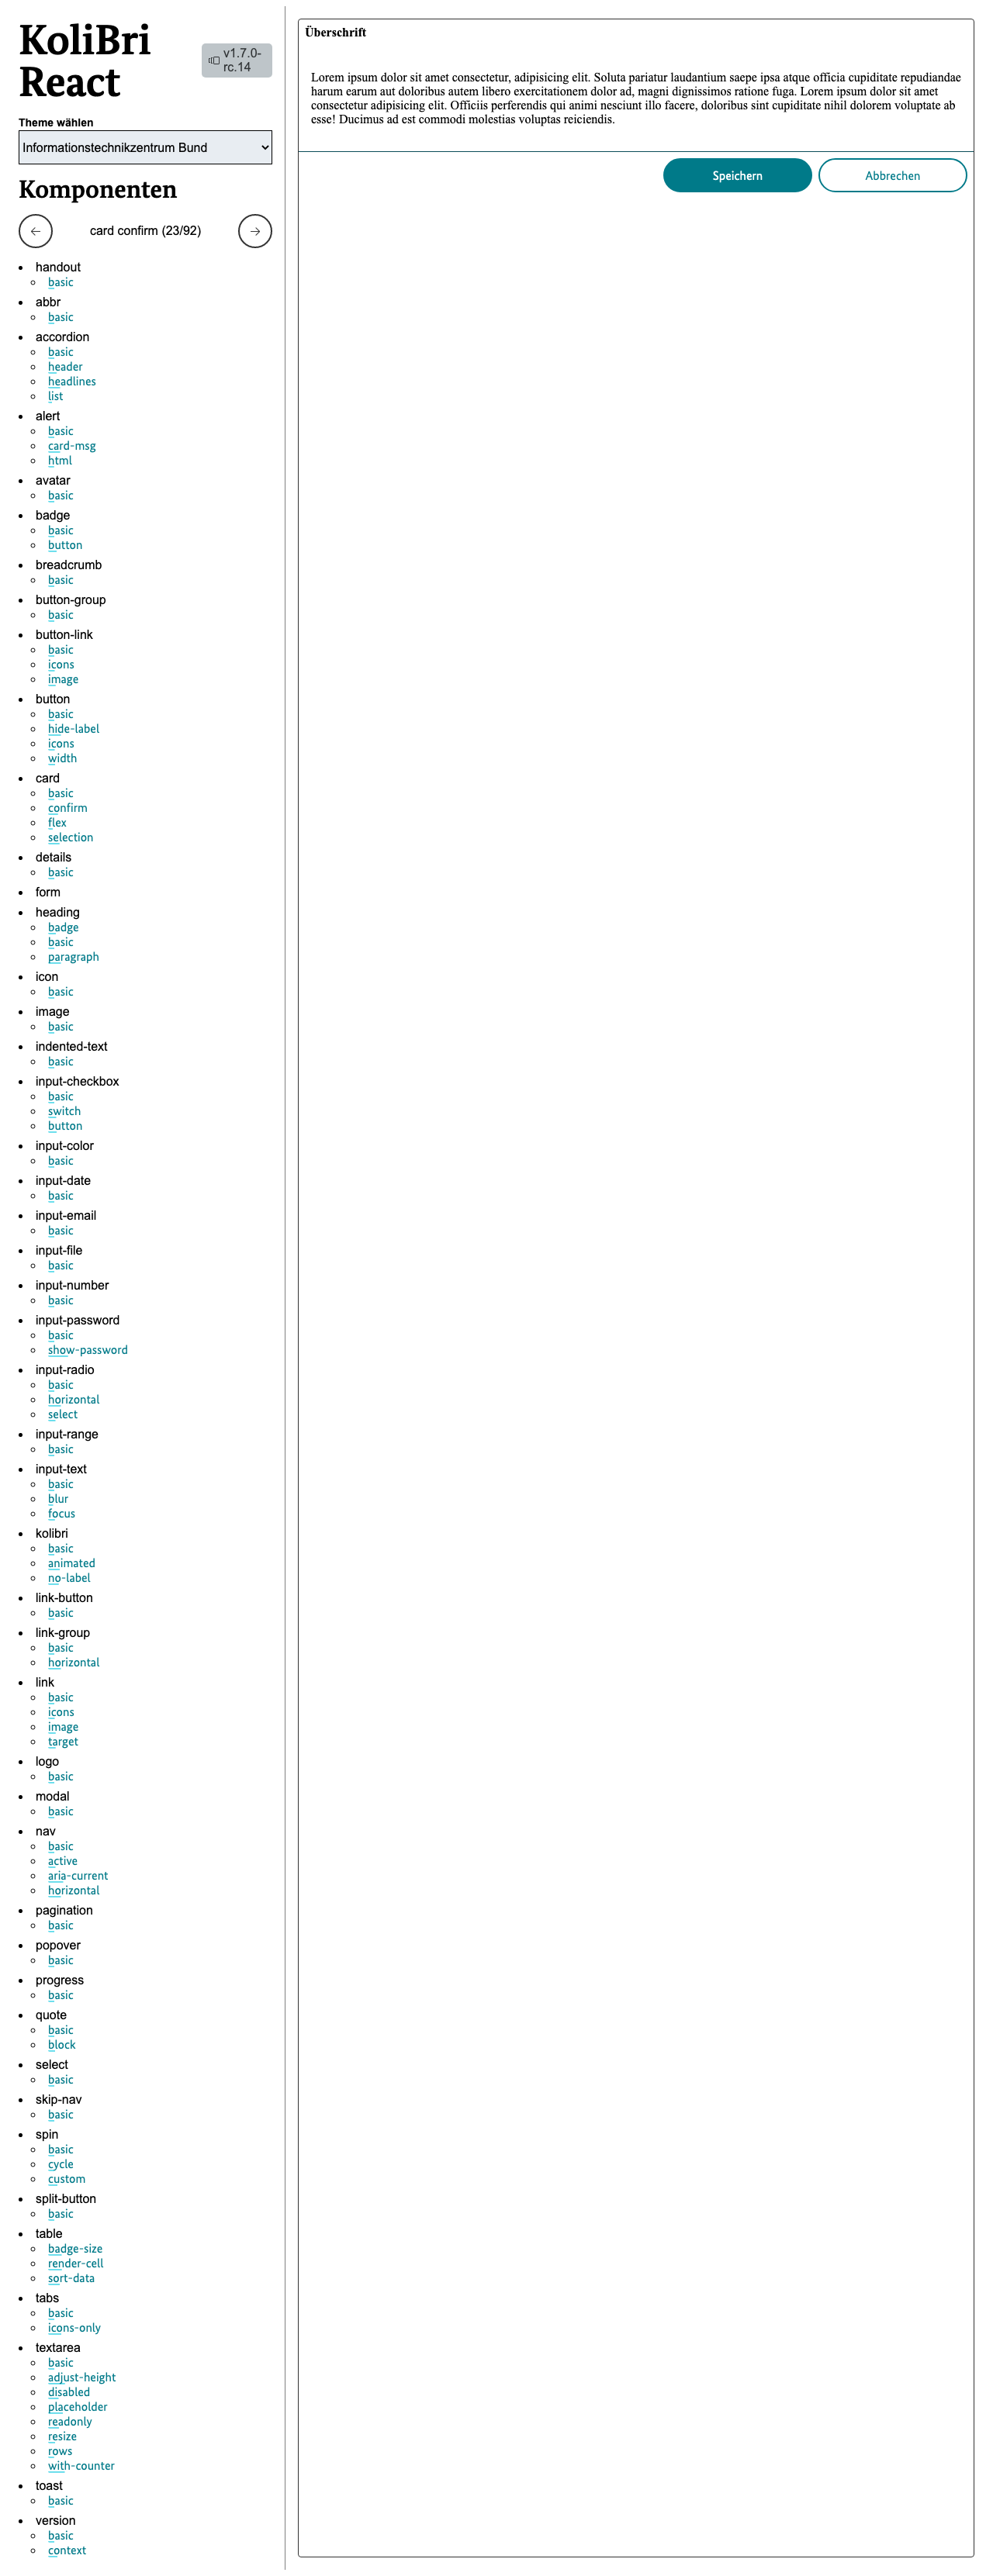 KoliBri
React
v1.7.0-
rc.14
Theme wählen
Informationstechnikzentrum Bund
Komponenten
card confirm (23/92)
handout
basic
abbr
basic
accordion
basic
header
headlines
list
alert
basic
card-msg
html
avatar
basic
badge
basic
button
breadcrumb
basic
button-group
basic
button-link
basic
icons
image
button
basic
hide-label
icons
width
card
basic
confirm
flex
selection
details
basic
form
heading
badge
basic
paragraph
icon
basic
image
basic
indented-text
basic
input-checkbox
basic
switch
button
input-color
basic
input-date
basic
input-email
basic
input-file
basic
input-number
basic
input-password
basic
show-password
input-radio
basic
horizontal
select
input-range
basic
input-text
basic
blur
focus
kolibri
basic
animated
no-label
link-button
basic
link-group
basic
horizontal
link
basic
icons
image
target
logo
basic
modal
basic
nav
basic
active
aria-current
horizontal
pagination
basic
popover
basic
progress
basic
quote
basic
block
select
basic
skip-nav
basic
spin
basic
cycle
custom
split-button
basic
table
badge-size
render-cell
sort-data
tabs
basic
icons-only
textarea
basic
adjust-height
disabled
placeholder
readonly
resize
rows
with-counter
toast
basic
version
basic
context
Überschrift
Lorem ipsum dolor sit amet consectetur, adipisicing elit. Soluta pariatur laudantium saepe ipsa atque officia cupiditate repudiandae
harum earum aut doloribus autem libero exercitationem dolor ad, magni dignissimos ratione fuga. Lorem ipsum dolor sit amet
consectetur adipisicing elit. Officiis perferendis qui animi nesciunt illo facere, doloribus sint cupiditate nihil dolorem voluptate ab
esse! Ducimus ad est commodi molestias voluptas reiciendis.
Speichern
Abbrechen